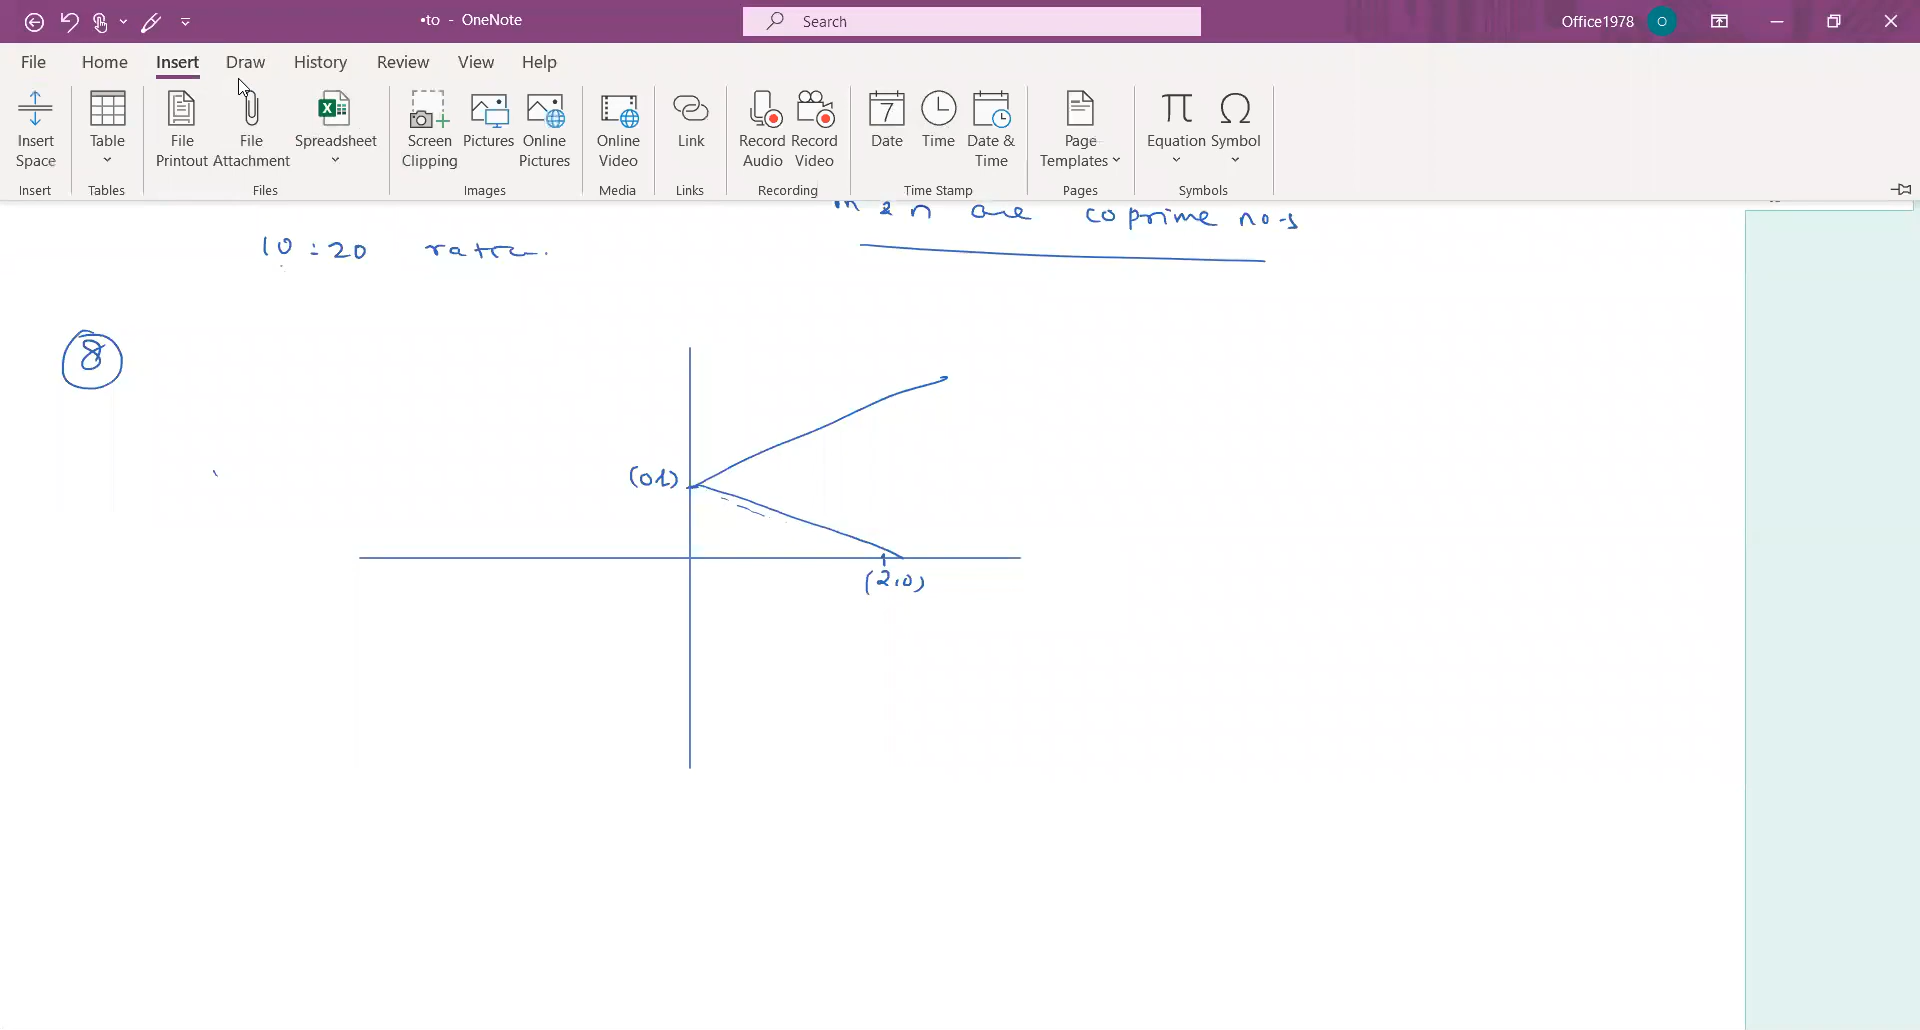 •to - OneNote
Search
Office1978
O
File Home Insert Draw History Review View Help
Insert Space
Table
File Printout
File Attachment
Spreadsheet
Screen Clipping
Pictures
Online Pictures
Online Video
Link
Record Audio
Record Video
Date
Time
Date & Time
Page Templates
Equation
Symbol
Insert Tables Files Images Media Links Recording Time Stamp Pages Symbols
m & n are coprime no-s
10:20
8
(2,0)